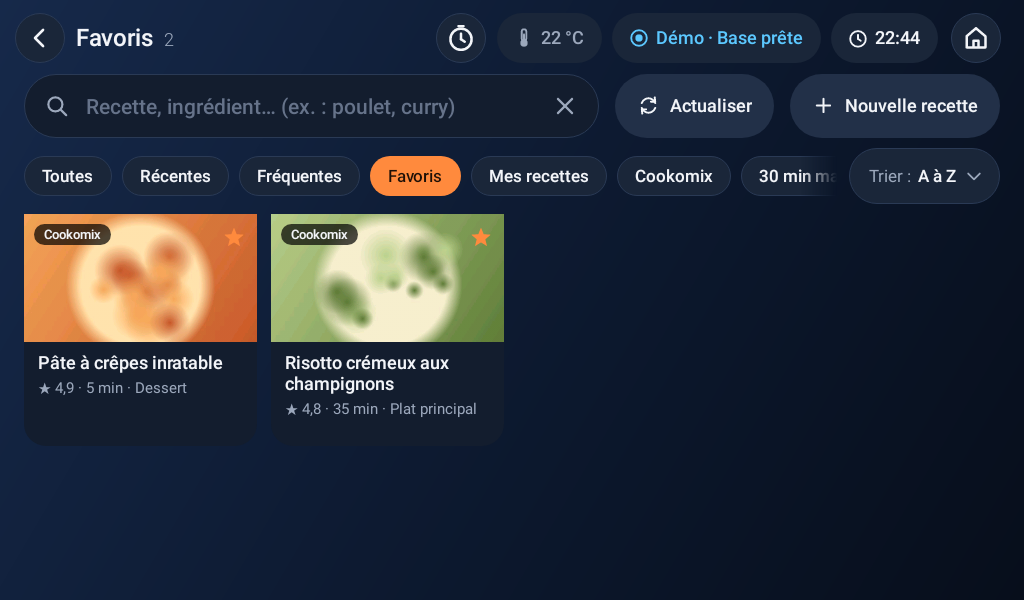 Favoris 2
22 °C
Démo · Base prête
22:44
Recette, ingrédient… (ex. : poulet, curry)
Actualiser
Nouvelle recette
Toutes
Récentes
Fréquentes
Favoris
Mes recettes
Cookomix
30 min ma
Trier : A à Z
Cookomix
Pâte à crêpes inratable
★ 4,9 · 5 min · Dessert
Cookomix
Risotto crémeux aux
champignons
★ 4,8 · 35 min · Plat principal